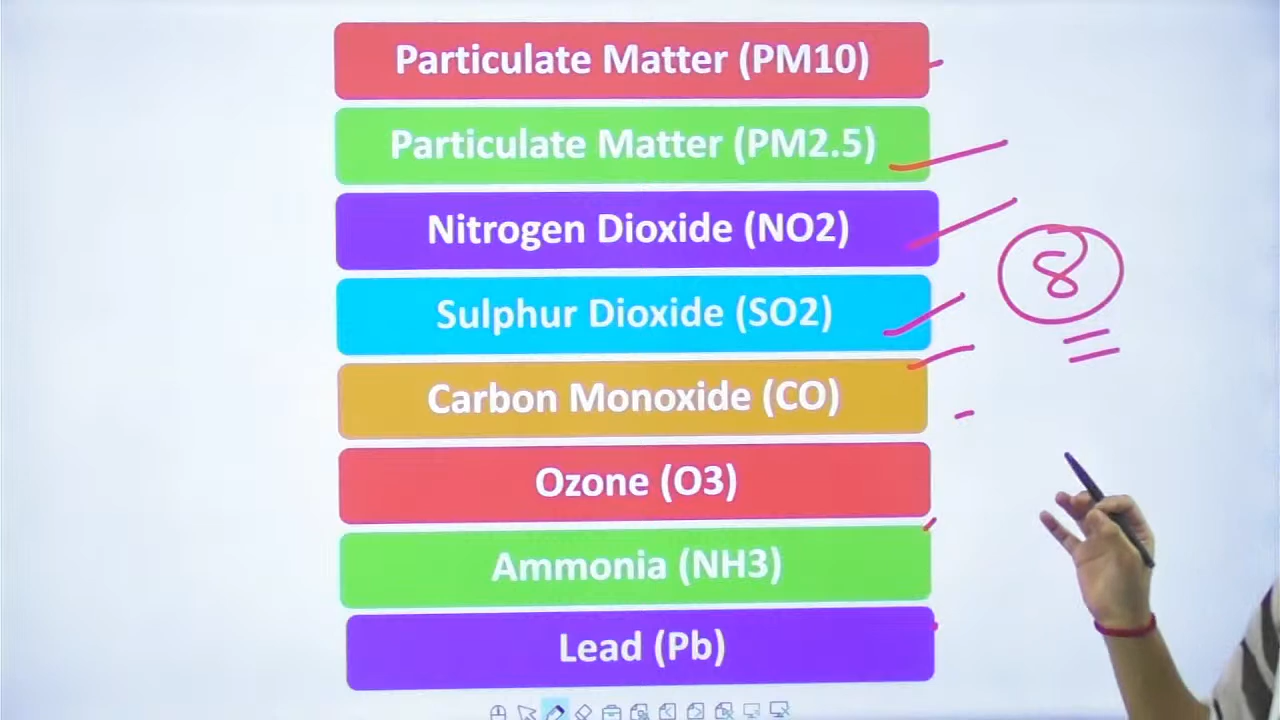 Particulate Matter (PM10)
Particulate Matter (PM2.5)
Nitrogen Dioxide (NO2)
8
Sulphur Dioxide (SO2)
Carbon Monoxide (CO)
Ozone (O3)
Ammonia (NH3)
Lead (Pb)